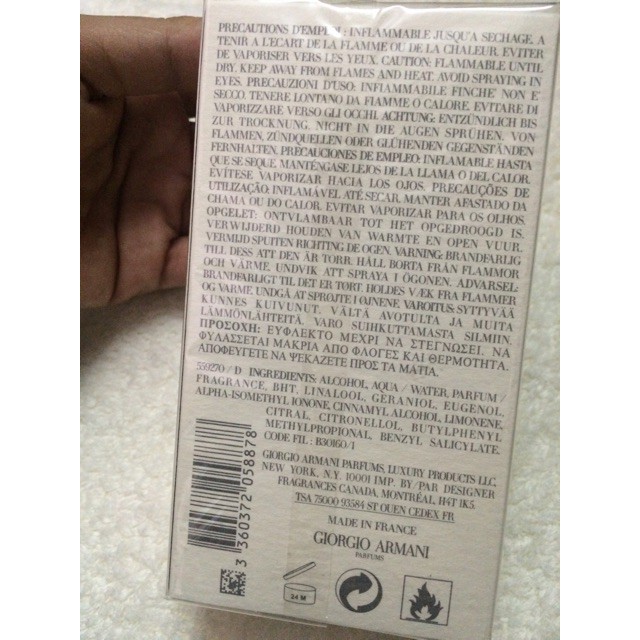 PRECAUTIONS D'EMPLOI : INFLAMMABLE JUSQU'A SECHAGE. A
TENIR A L'ECART DE LA FLAMME OU DE LA CHALEUR. EVITER
DE VAPORISER VERS LES YEUX. CAUTION: FLAMMABLE UNTIL
DRY. KEEP AWAY FROM FLAMES AND HEAT. AVOID SPRAYING IN
EYES. PRECAUZIONI D'USO: INFIAMMABILE FINCHE' NON E'
SECCO. TENERE LONTANO DA FIAMME O CALORE. EVITARE DI
VAPORIZZARE VERSO GLI OCCHI. ACHTUNG: ENTZÜNDLICH BIS
ZUR TROCKNUNG. NICHT IN DIE AUGEN SPRÜHEN. VON
FLAMMEN, ZÜNDQUELLEN ODER GLÜHENDEN GEGENSTÄNDEN
FERNHALTEN. PRECAUCIONES DE EMPLEO: INFLAMABLE HASTA
QUE SE SEQUE. MANTÉNGASE LEJOS DE LA LLAMA O DEL CALOR.
EVÍTESE VAPORIZAR HACIA LOS OJOS. PRECAUÇÕES DE
UTILIZAÇÃO: INFLAMÁVEL ATÉ SECAR. MANTER AFASTADO DA
CHAMA OU DO CALOR. EVITAR VAPORIZAR PARA OS OLHOS.
OPGELET: ONTVLAMBAAR TOT HET OPGEDROOGD IS.
VERWIJDERD HOUDEN VAN WARMTE EN OPEN VUUR.
VERMIJD SPUITEN RICHTING DE OGEN. VARNING: BRANDFARLIG
TILL DESS ATT DEN ÄR TORR. HÅLL BORTA FRÅN FLAMMOR
OCH VÄRME. UNDVIK ATT SPRAYA I ÖGONEN. ADVARSEL:
BRANDFARLIGT TIL DET ER TØRT. HOLDES VÆK FRA FLAMMER
OG VARME UNDGÅ AT SPRØJTE I ØJNENE. VAROITUS: SYTTYVÄÄ
KUNNES KUIVUNUT. VÄLTÄ AVOTULTA JA MUITA
LÄMMÖNLÄHTEITÄ. VARO SUIHKUTTAMASTA SILMIIN.
ΠΡΟΣΟΧΗ: ΕΥΦΛΕΚΤΟ ΜΕΧΡΙ ΝΑ ΣΤΕΓΝΩΣΕΙ. ΝΑ
ΦΥΛΑΣΣΕΤΑΙ ΜΑΚΡΙΑ ΑΠΟ ΦΛΟΓΕΣ ΚΑΙ ΘΕΡΜΟΤΗΤΑ.
ΑΠΟΦΕΥΓΕΤΕ ΝΑ ΨΕΚΑΖΕΤΕ ΠΡΟΣ ΤΑ ΜΑΤΙΑ.
559270/D INGREDIENTS: ALCOHOL, AQUA / WATER, PARFUM /
FRAGRANCE, BHT, LINALOOL, GERANIOL, EUGENOL,
ALPHA-ISOMETHYL IONONE, CINNAMYL ALCOHOL, LIMONENE,
CITRAL, CITRONELLOL, BUTYLPHENYL
METHYLPROPIONAL, BENZYL SALICYLATE.
CODE FIL : B30160/1
GIORGIO ARMANI PARFUMS, LUXURY PRODUCTS LLC,
NEW YORK, N.Y. 10001 IMP. BY/PAR DESIGNER
FRAGRANCES CANADA, MONTRÉAL, H4T 1K5.
TSA 75000 93584 ST OUEN CEDEX FR
MADE IN FRANCE
GIORGIO ARMANI
PARFUMS
3 360372 058878
24 M